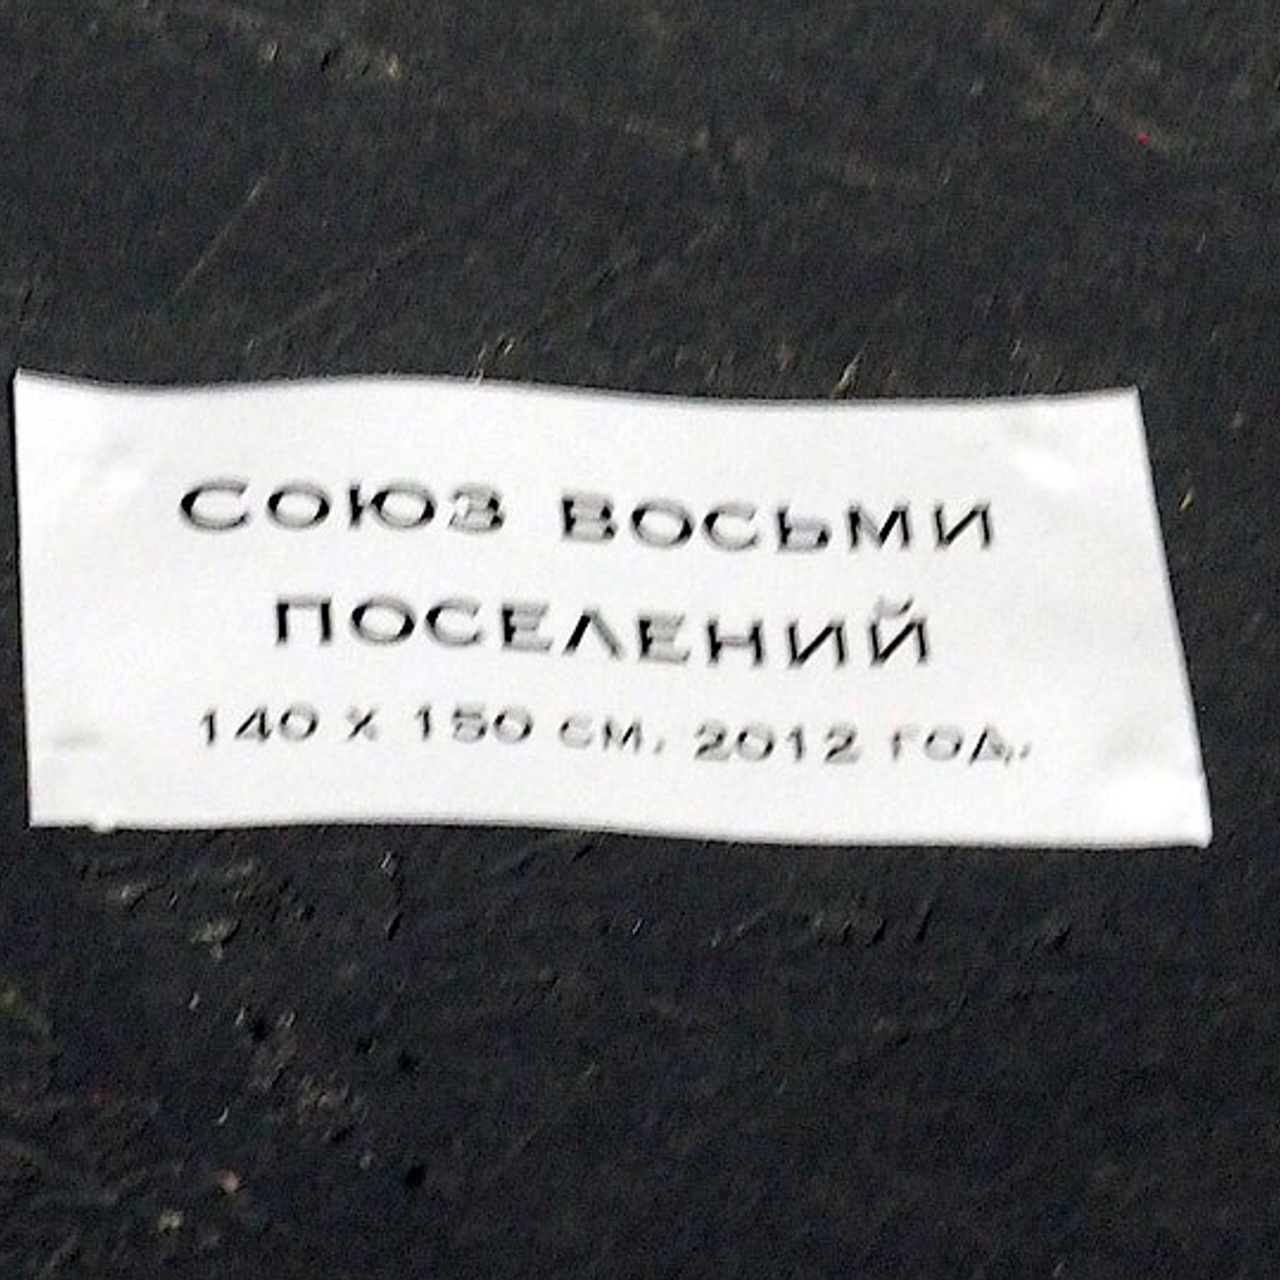 СОЮЗ ВОСЬМИ
ПОСЕЛЕНИЙ
140 X 150 СМ. 2012 ГОД.